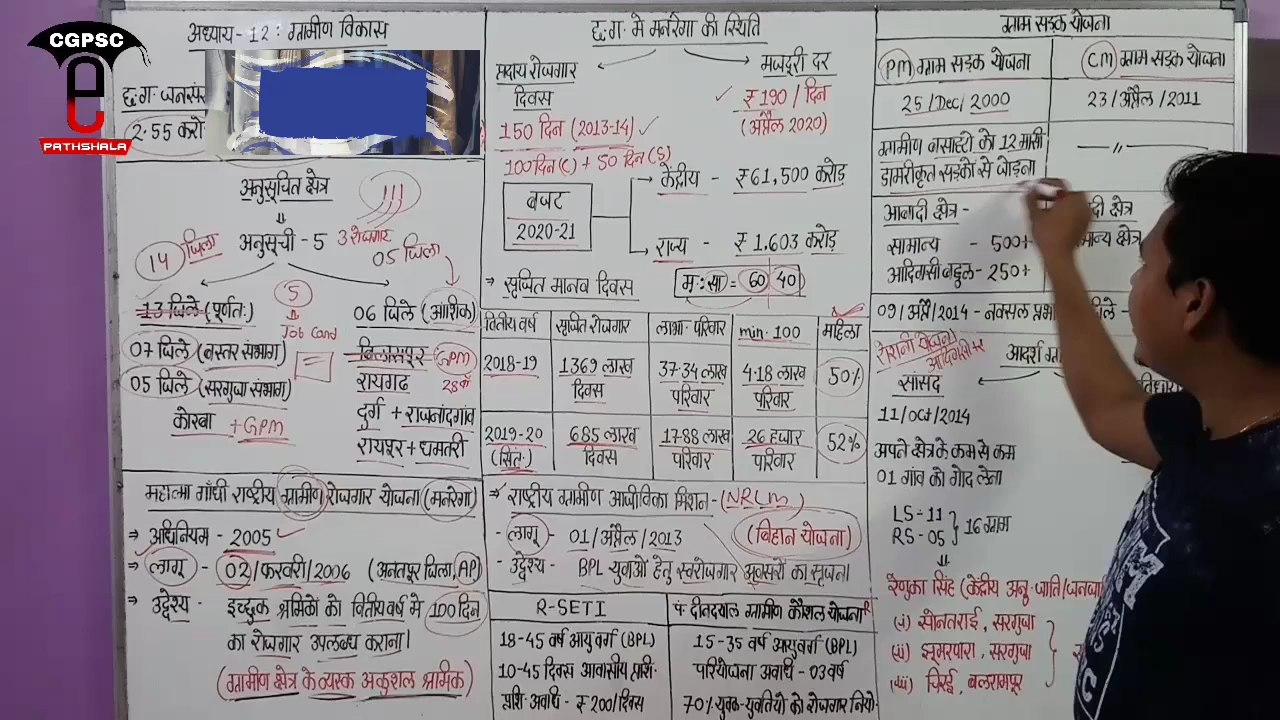 CGPSC
PATHSHALA
अध्याय - 12 : ग्रामीण विकास
छ.ग. जनसं
2.55 करो
अनुसूचित क्षेत्र
अनुसूची - 5
3 रोजगार
14 जिला
05 जिला
13 जिले (पूर्णतः)
5
Job Card
06 जिले (आंशिक)
07 जिले (बस्तर संभाग)
बिलासपुर GPM
05 जिले (सरगुजा संभाग)
रायगढ़
28वां
कोरबा + GPM
दुर्ग + राजनांदगांव
रायपुर + धमतरी
महात्मा गाँधी राष्ट्रीय ग्रामीण रोजगार योजना (मनरेगा)
⇒ अधिनियम - 2005
⇒ लागू - 02/फरवरी/2006 (अनंतपुर जिला, AP)
⇒ उद्देश्य - इच्छुक श्रमिकों को वित्तीय वर्ष में 100 दिन
का रोजगार उपलब्ध कराना।
(ग्रामीण क्षेत्र के व्यस्क अकुशल श्रमिक)
छ.ग. में मनरेगा की स्थिति
प्रदाय रोजगार
दिवस
मजदूरी दर
₹190 / दिन
(अप्रैल 2020)
150 दिन (2013-14)
100 दिन (C) + 50 दिन (S)
बजट
2020-21
केंद्रीय - ₹61,500 करोड़
राज्य - ₹ 1.603 करोड़
⇒ सृजित मानव दिवस
म : सा = 60 40
वित्तीय वर्ष सृजित रोजगार लाभा. परिवार min. 100 महिला
2018-19 1369 लाख दिवस 37.34 लाख परिवार 4.18 लाख परिवार 50%
2019-20 (सितं.) 685 लाख दिवस 17.88 लाख परिवार 26 हजार परिवार 52%
⇒ राष्ट्रीय ग्रामीण आजीविका मिशन - (NRLM)
- लागू - 01/अप्रैल/2013 (बिहान योजना)
- उद्देश्य - BPL युवाओं हेतु स्वरोजगार अवसरों का सृजना
R-SETI
18-45 वर्ष आयु वर्ग (BPL)
10-45 दिवस आवासीय प्रशि.
प्रशि. अवधि - ₹ 200/दिवस
पं. दीनदयाल ग्रामीण कौशल योजना
15-35 वर्ष आयु वर्ग (BPL)
परियोजना अवधि - 03 वर्ष
70% युवक-युवतियों को रोजगार नियो.
ग्राम सड़क योजना
PM ग्राम सड़क योजना CM ग्राम सड़क योजना
25/Dec/2000 23/अप्रैल/2011
ग्रामीण बसाहटों को 12 मासी — 〃 —
डामरीकृत सड़कों से जोड़ना
आबादी क्षेत्र - दी क्षेत्र
सामान्य - 500+ मान्य क्षेत्र
आदिवासी बहुल - 250+
09/अप्रै/2014 - नक्सल प्रभा जिले -
आदर्श ग्रा
सांसद
11/Oct/2014
अपने क्षेत्र के कम से कम
01 गांव को गोद लेना
LS - 11
RS - 05
16 ग्राम
रेणुका सिंह (केंद्रीय अनु. जाति/जनजा
(i) सोनतराई, सरगुजा
(ii) झूमरपारा, सरगुजा
(iii) चिरई, बलरामपुर